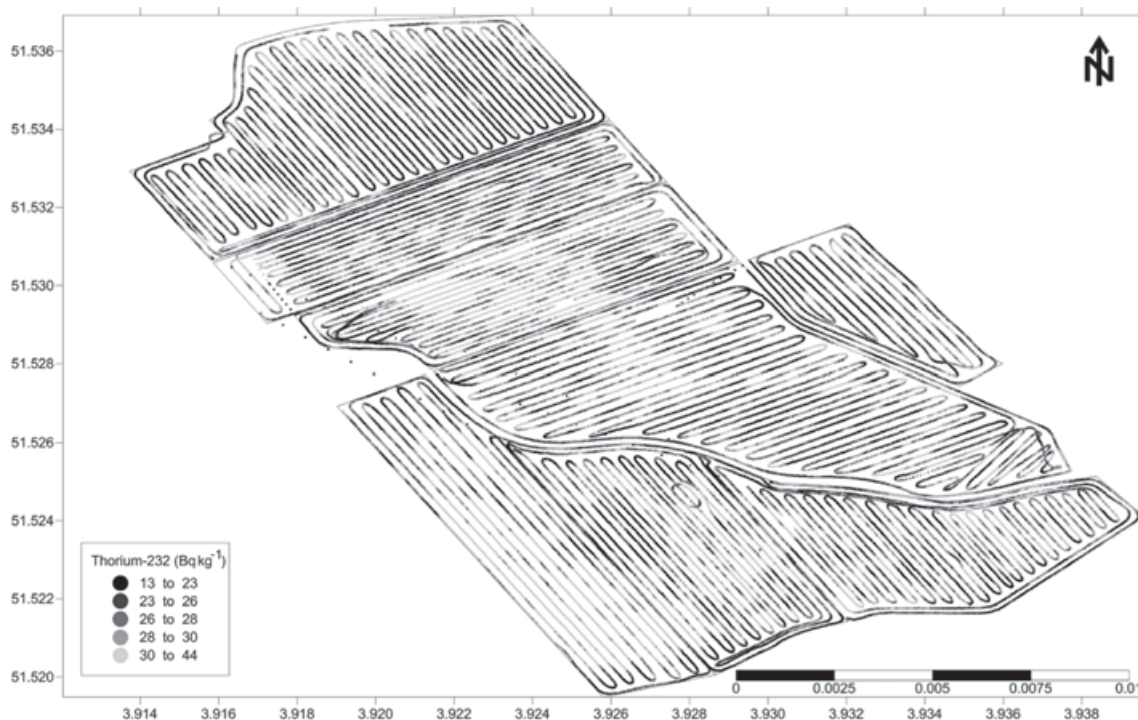 51.536
51.534
51.532
51.530
51.528
51.526
51.524
51.522
51.520
N
Thorium-232 (Bq kg-1)
13 to 23
23 to 26
26 to 28
28 to 30
30 to 44
0 0.0025 0.005 0.0075 0.01
3.914 3.916 3.918 3.920 3.922 3.924 3.926 3.928 3.930 3.932 3.934 3.936 3.938